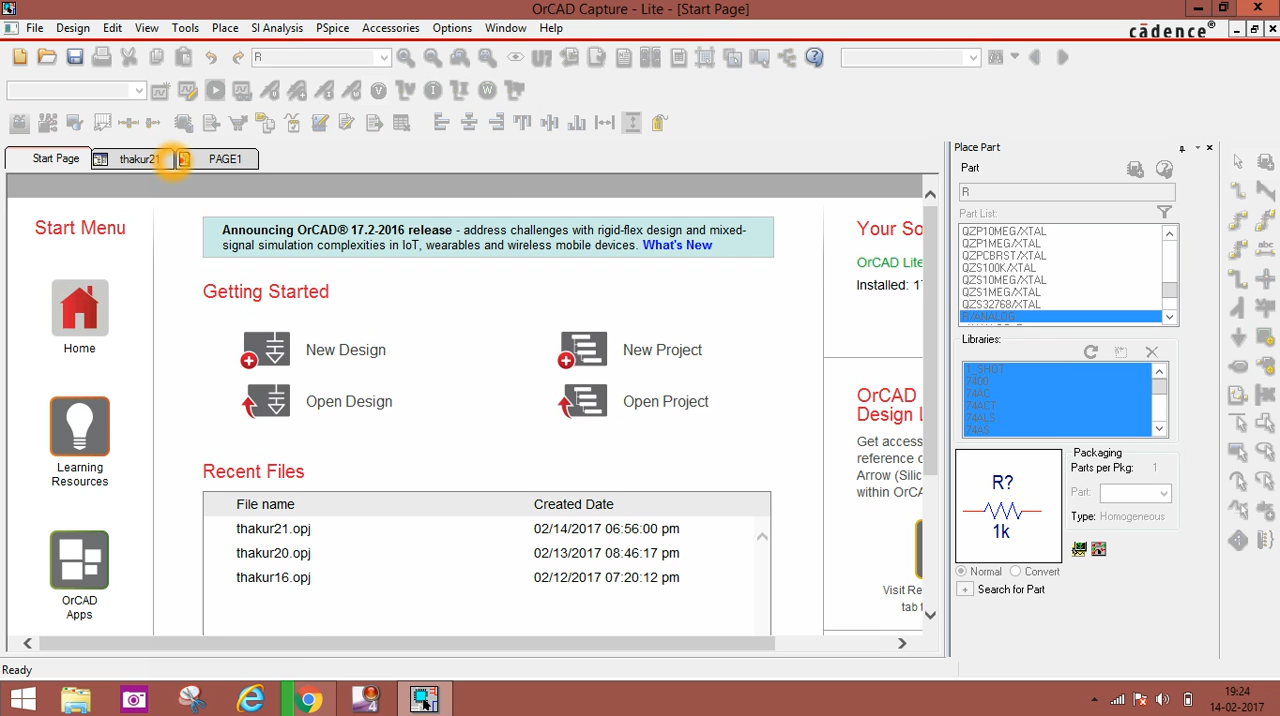 OrCAD Capture - Lite - [Start Page]
File Design Edit View Tools Place SI Analysis PSpice Accessories Options Window Help
cādence®
R
U?
V I W
Start Page thakur21 PAGE1
Start Menu
Home
Learning
Resources
OrCAD
Apps
Announcing OrCAD® 17.2-2016 release - address challenges with rigid-flex design and mixed-
signal simulation complexities in IoT, wearables and wireless mobile devices. What's New
Getting Started
New Design New Project
Open Design Open Project
Recent Files
File name Created Date
thakur21.opj 02/14/2017 06:56:00 pm
thakur20.opj 02/13/2017 08:46:17 pm
thakur16.opj 02/12/2017 07:20:12 pm
Your So
OrCAD Lite
Installed: 17
OrCAD
Design L
Get access
reference d
Arrow (Silic
within OrCA
Visit Re
tab f
Place Part
Part
R
Part List:
QZP10MEG/XTAL
QZP1MEG/XTAL
QZPCBRST/XTAL
QZS100K/XTAL
QZS10MEG/XTAL
QZS1MEG/XTAL
QZS32768/XTAL
R/ANALOG
Libraries:
1_SHOT
7400
74AC
74ACT
74ALS
74AS
R?
1k
Packaging
Parts per Pkg: 1
Part:
Type: Homogeneous
Normal Convert
+ Search for Part
Ready
4
19:24
14-02-2017